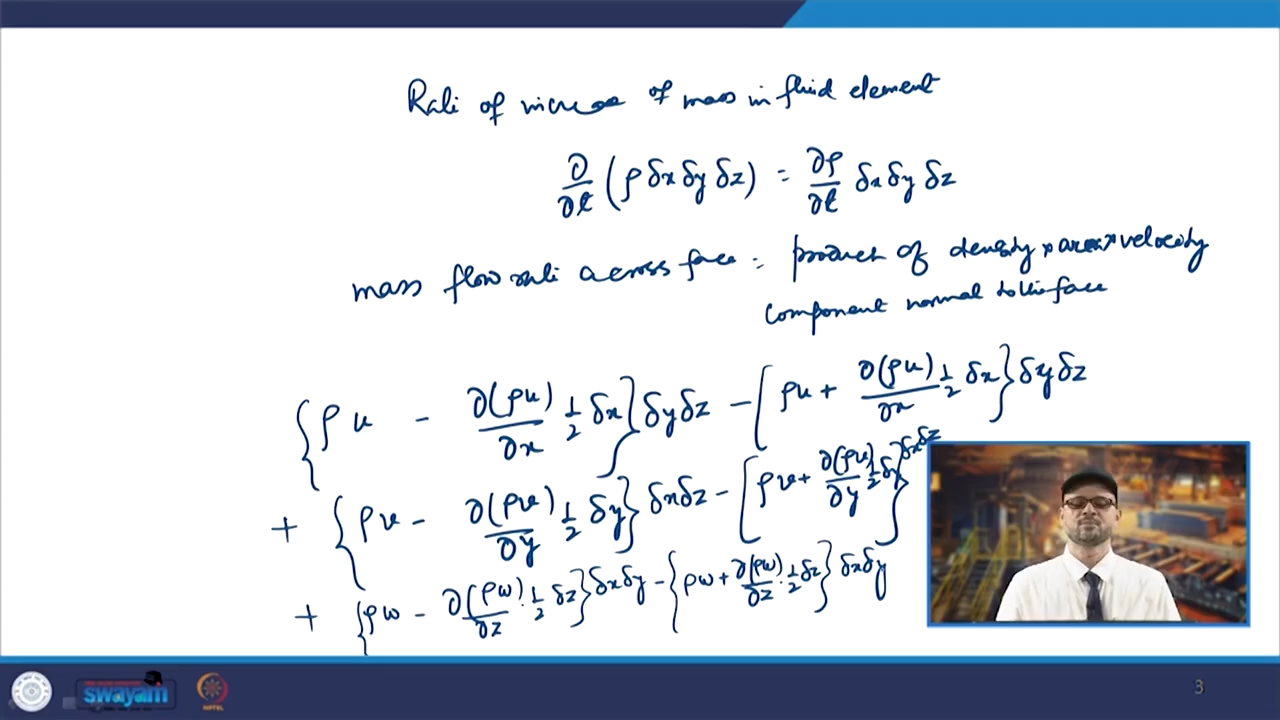 Rate of increase of mass in fluid element
∂/∂t (ρ δx δy δz) = ∂ρ/∂t δx δy δz
mass flow rate across face = product of density × area × velocity
component normal to the face
{ρu - ∂(ρu)/∂x 1/2 δx} δy δz - [ρu + ∂(ρu)/∂x 1/2 δx} δy δz
+ {ρv - ∂(ρv)/∂y 1/2 δy} δx δz - [ρv + ∂(ρv)/∂y 1/2 δy} δx δz
+ {ρw - ∂(ρw)/∂z · 1/2 δz} δx δy - {ρw + ∂(ρw)/∂z · 1/2 δz} δx δy
swayam
NPTEL
3